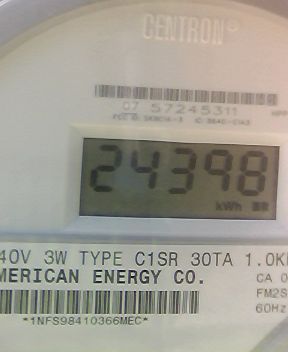 CENTRON®
07 57245311
24398
kWh
40V 3W TYPE C1SR 30TA 1.0K
MERICAN ENERGY CO.
CA 0
FM2S
60Hz
*1NFS98410366MEC*